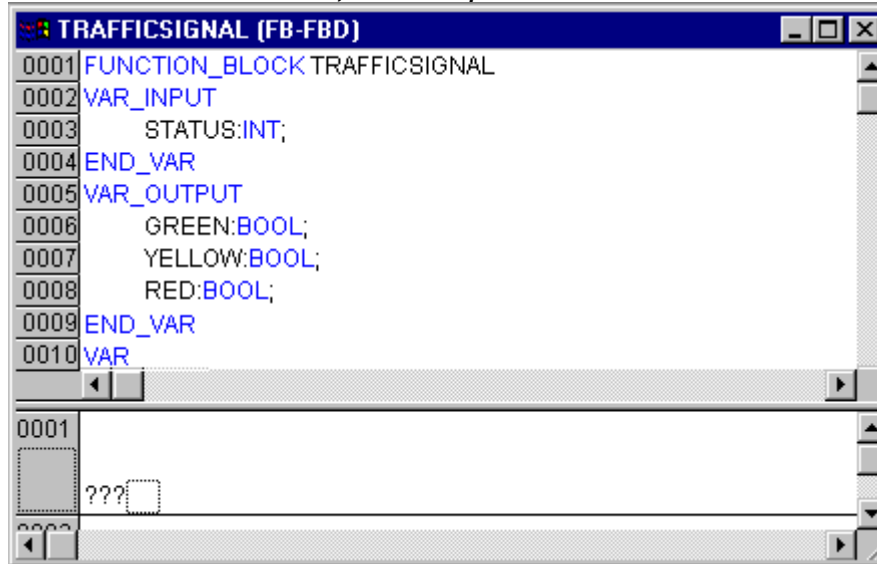 TRAFFICSIGNAL (FB-FBD)
0001 FUNCTION_BLOCK TRAFFICSIGNAL
0002 VAR_INPUT
0003 STATUS:INT;
0004 END_VAR
0005 VAR_OUTPUT
0006 GREEN:BOOL;
0007 YELLOW:BOOL;
0008 RED:BOOL;
0009 END_VAR
0010 VAR
0001
???